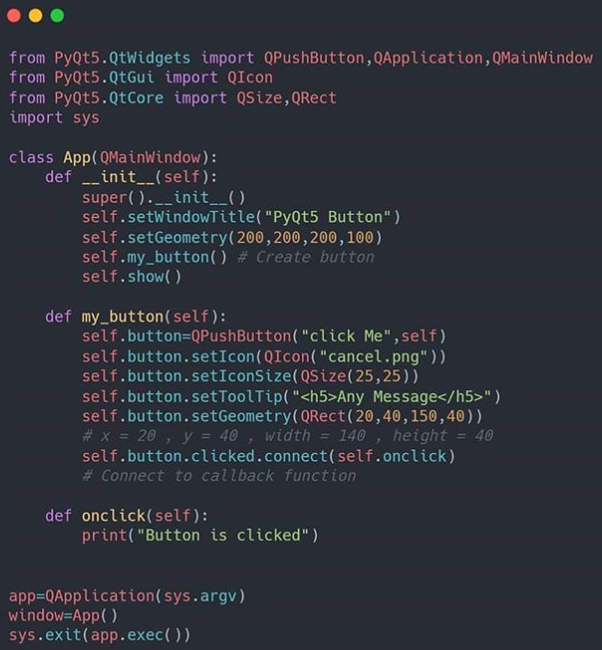 from PyQt5.QtWidgets import QPushButton,QApplication,QMainWindow
from PyQt5.QtGui import QIcon
from PyQt5.QtCore import QSize,QRect
import sys

class App(QMainWindow):
    def __init__(self):
        super().__init__()
        self.setWindowTitle("PyQt5 Button")
        self.setGeometry(200,200,200,100)
        self.my_button() # Create button
        self.show()

    def my_button(self):
        self.button=QPushButton("click Me",self)
        self.button.setIcon(QIcon("cancel.png"))
        self.button.setIconSize(QSize(25,25))
        self.button.setToolTip("<h5>Any Message</h5>")
        self.button.setGeometry(QRect(20,40,150,40))
        # x = 20 , y = 40 , width = 140 , height = 40
        self.button.clicked.connect(self.onclick)
        # Connect to callback function

    def onclick(self):
        print("Button is clicked")


app=QApplication(sys.argv)
window=App()
sys.exit(app.exec())